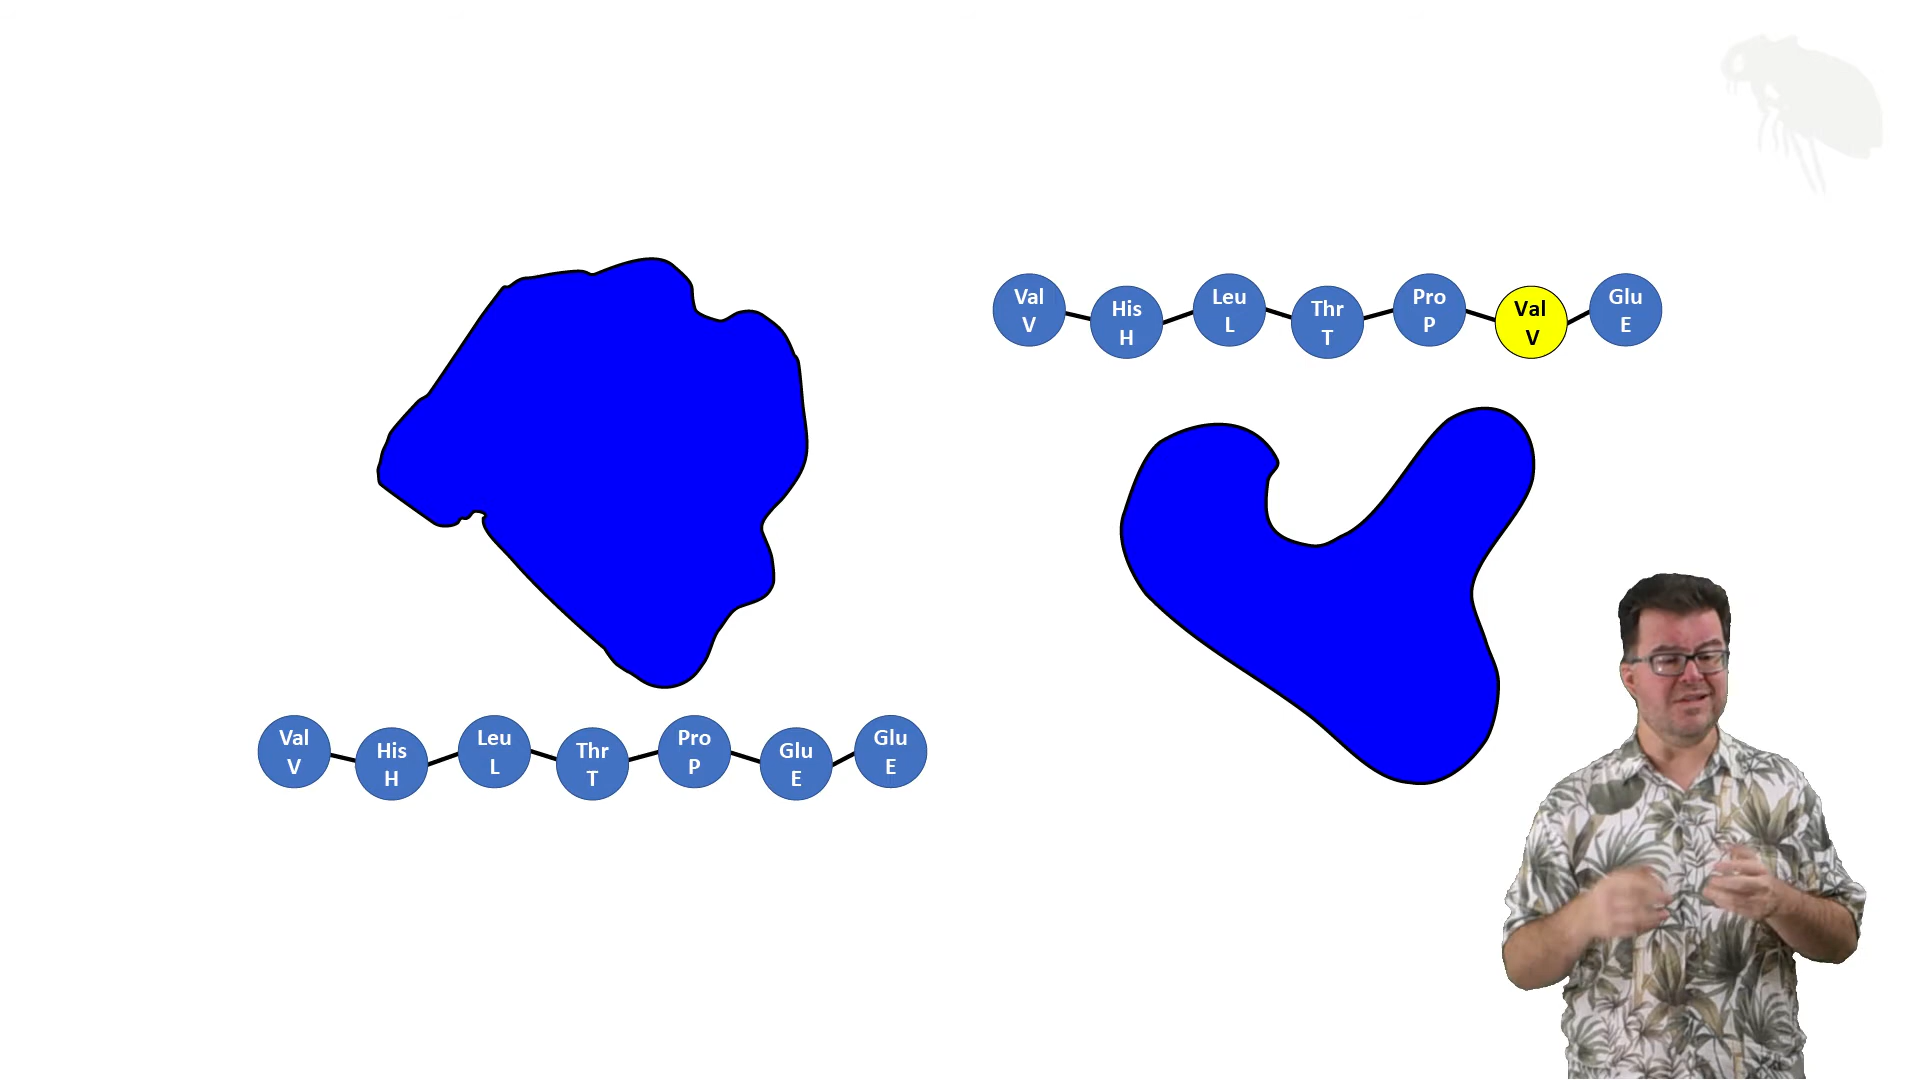 Val
V
His
H
Leu
L
Thr
T
Pro
P
Val
V
Glu
E
Val
V
His
H
Leu
L
Thr
T
Pro
P
Glu
E
Glu
E